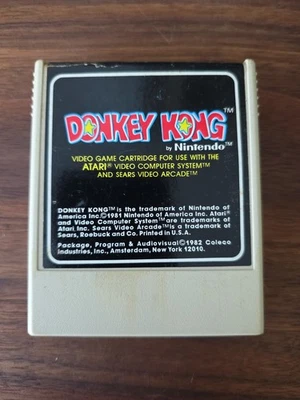 DONKEY KONG™
by Nintendo™
VIDEO GAME CARTRIDGE FOR USE WITH THE
ATARI® VIDEO COMPUTER SYSTEM™
AND SEARS VIDEO ARCADE™
DONKEY KONG™ is the trademark of Nintendo of
America Inc.©1981 Nintendo of America Inc. Atari®
and Video Computer System™ are trademarks of
Atari, Inc. Sears Video Arcade™ is a trademark of
Sears, Roebuck and Co. Printed in U.S.A.
Package, Program & Audiovisual©1982 Coleco
Industries, Inc., Amsterdam, New York 12010.